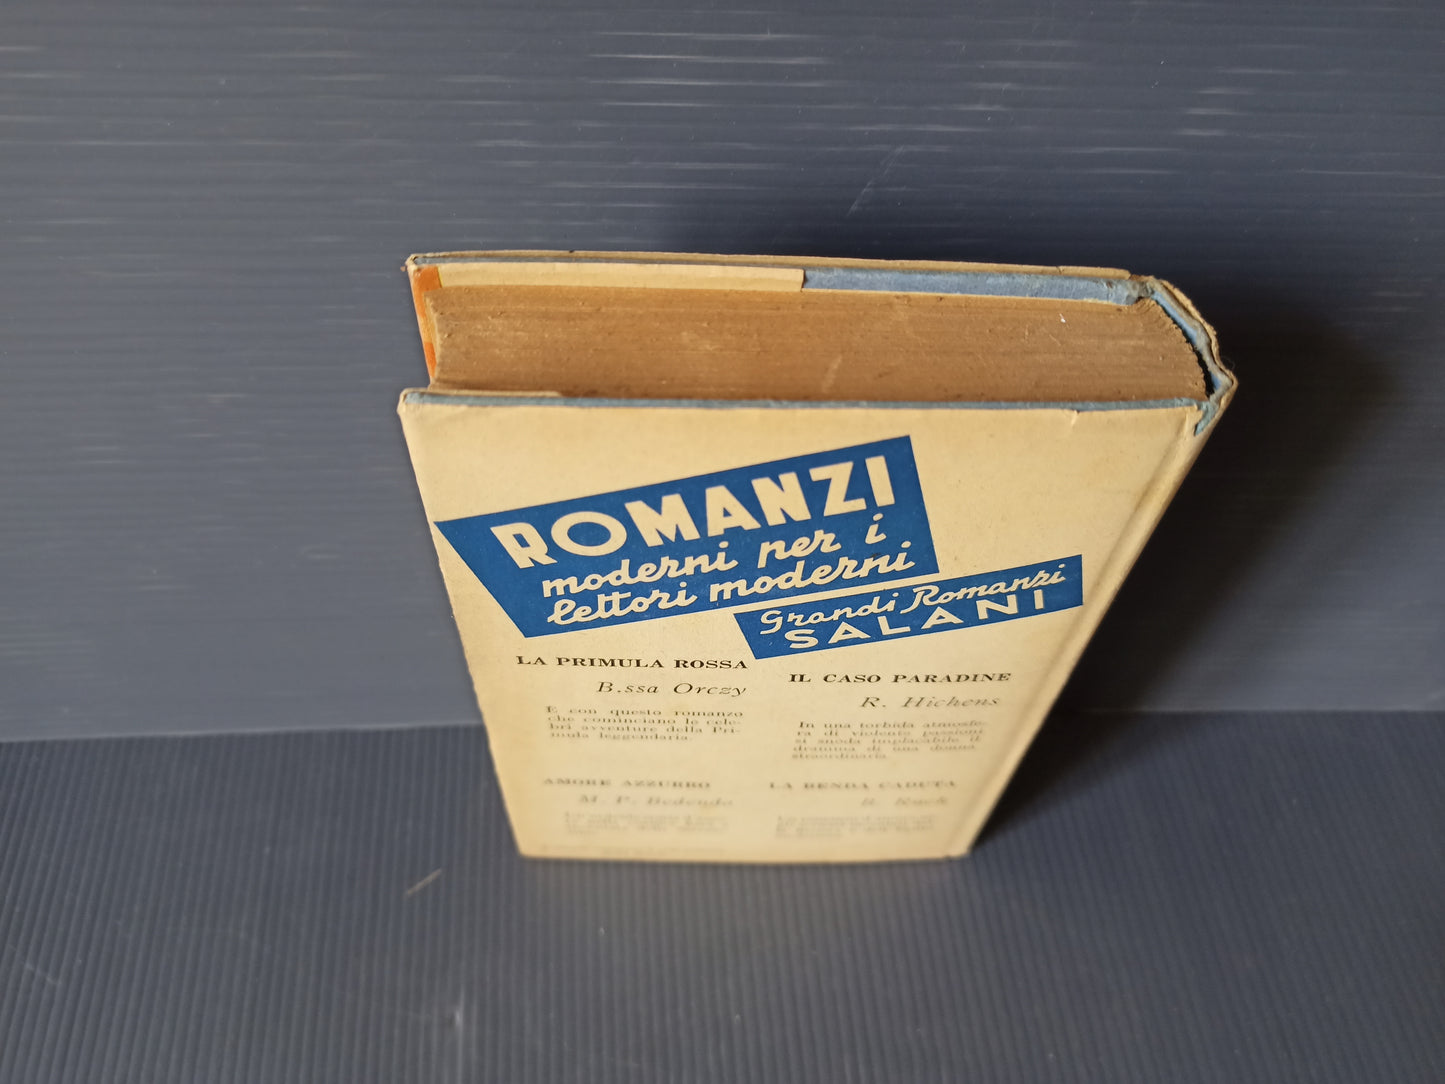 ROMANZI
moderni per i
lettori moderni
Grandi Romanzi
SALANI
LA PRIMULA ROSSA
B.ssa Orczy
È con questo romanzo
che cominciano le cele-
bri avventure della Pri-
mula leggendaria.
IL CASO PARADINE
R. Hichens
In una torbida atmosfe-
ra di violente passioni
si snoda implacabile il
dramma di una donna
straordinaria.
AMORE AZZURRO
M. P. Bedendo
LA BENDA CADUTA
B. Ruck